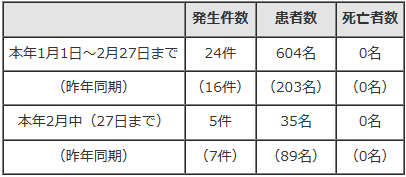 発生件数 患者数 死亡者数
本年1月1日～2月27日まで 24件 604名 0名
（昨年同期） （16件） （203名） （0名）
本年2月中（27日まで） 5件 35名 0名
（昨年同期） （7件） （89名） （0名）